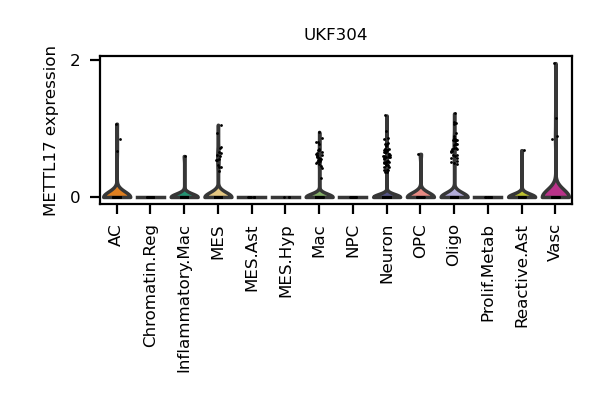 UKF304
METTL17 expression
2
0
AC
Chromatin.Reg
Inflammatory.Mac
MES
MES.Ast
MES.Hyp
Mac
NPC
Neuron
OPC
Oligo
Prolif.Metab
Reactive.Ast
Vasc